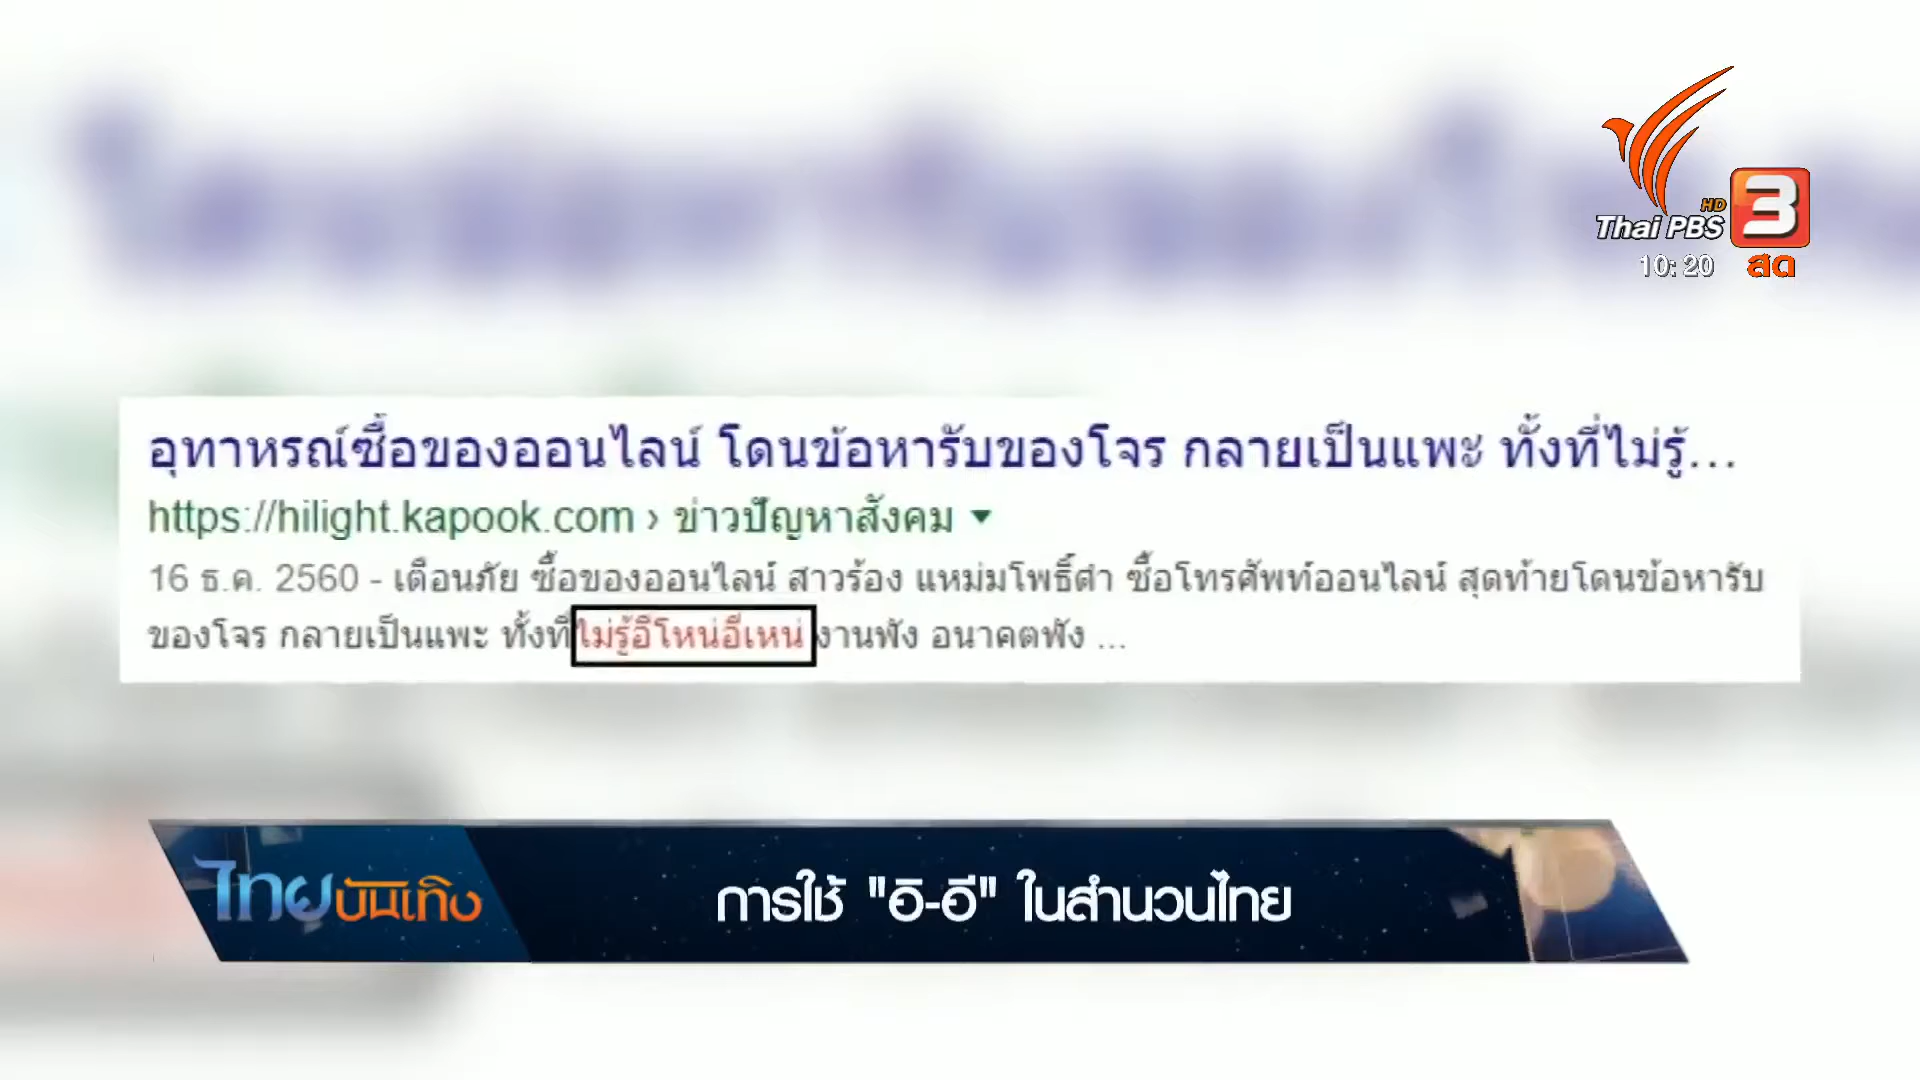 HD
Thai PBS 3
10:20 สด
อุทาหรณ์ซื้อของออนไลน์ โดนข้อหารับของโจร กลายเป็นแพะ ทั้งที่ไม่รู้...
https://hilight.kapook.com › ข่าวปัญหาสังคม
16 ธ.ค. 2560 - เตือนภัย ซื้อของออนไลน์ สาวร้อง แหม่มโพธิ์ดำ ซื้อโทรศัพท์ออนไลน์ สุดท้ายโดนข้อหารับ
ของโจร กลายเป็นแพะ ทั้งที่ไม่รู้อิโหน่อีเหน่ งานพัง อนาคตพัง ...
ไทยบันเทิง
การใช้ "อิ-อี" ในสำนวนไทย